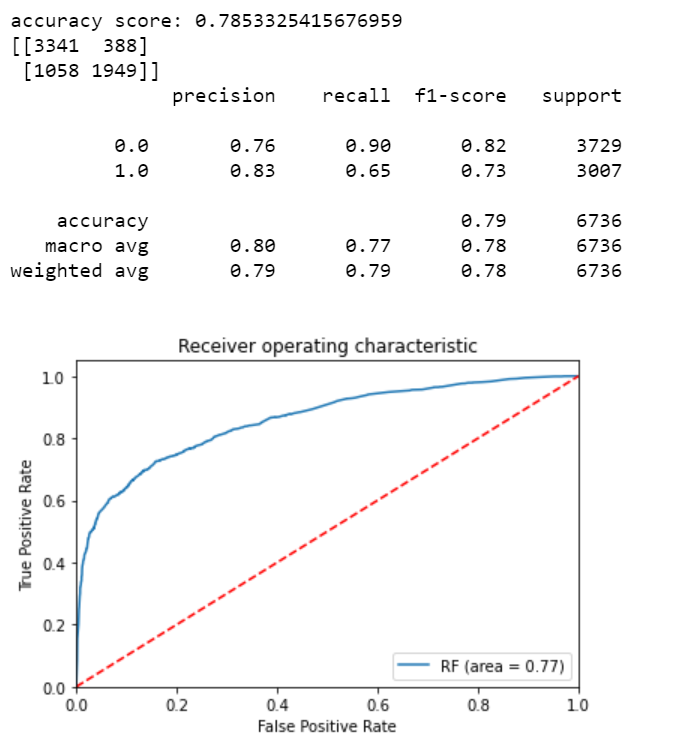 accuracy score: 0.7853325415676959
[[3341  388]
 [1058 1949]]
              precision    recall  f1-score   support

         0.0       0.76      0.90      0.82      3729
         1.0       0.83      0.65      0.73      3007

    accuracy                           0.79      6736
   macro avg       0.80      0.77      0.78      6736
weighted avg       0.79      0.79      0.78      6736

Receiver operating characteristic
1.0
0.8
0.6
0.4
0.2
0.0
True Positive Rate
RF (area = 0.77)
0.0 0.2 0.4 0.6 0.8 1.0
False Positive Rate